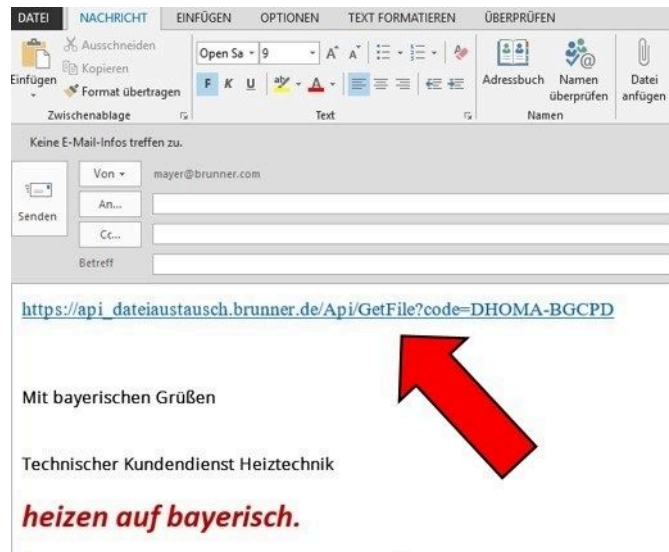 DATEI NACHRICHT EINFÜGEN OPTIONEN TEXT FORMATIEREN ÜBERPRÜFEN
Ausschneiden
Kopieren
Format übertragen
Einfügen
Open Sa 9
F K U
Adressbuch
Namen überprüfen
Datei anfügen
Zwischenablage Text Namen
Keine E-Mail-Infos treffen zu.
Senden
Von mayer@brunner.com
An...
Cc...
Betreff
https://api_dateiaustausch.brunner.de/Api/GetFile?code=DHOMA-BGCPD
Mit bayerischen Grüßen
Technischer Kundendienst Heiztechnik
heizen auf bayerisch.